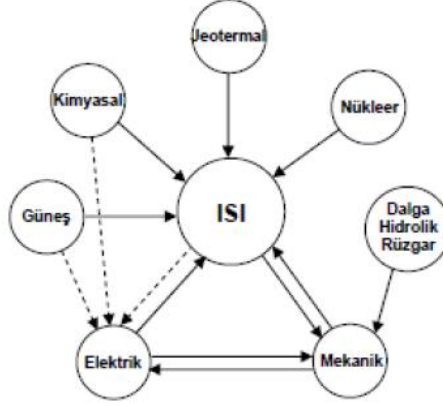 Jeotermal
Kimyasal
Nükleer
Güneş
ISI
Dalga
Hidrolik
Rüzgar
Elektrik
Mekanik